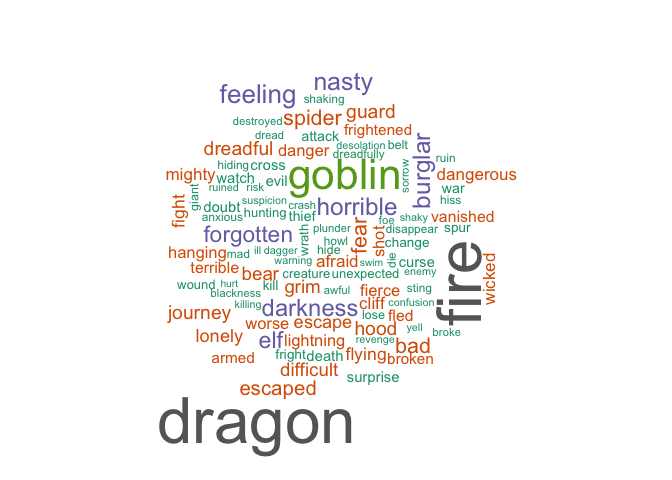 nasty
feeling
shaking
destroyed
spider
guard
dread
attack
frightened
dreadful
danger
desolation
belt
dreadfully
burglar
ruin
mighty
hiding
cross
goblin
sorrow
dangerous
watch
evil
giant
ruined
risk
war
hiss
fight
doubt
suspicion
crash
horrible
anxious
hunting
thief
foe
shaky
vanished
forgotten
wrath
plunder
fear
shot
disappear
spur
howl
change
hanging
mad
ill
dagger
hide
warning
afraid
swim
die
curse
wicked
terrible
bear
creature
unexpected
enemy
fire
wound
hurt
kill
grim
awful
fierce
sting
blackness
killing
darkness
cliff
confusion
journey
lose
fled
worse
escape
hood
yell
broke
lonely
elf
lightning
revenge
bad
armed
fright
death
flying
broken
difficult
surprise
escaped
dragon